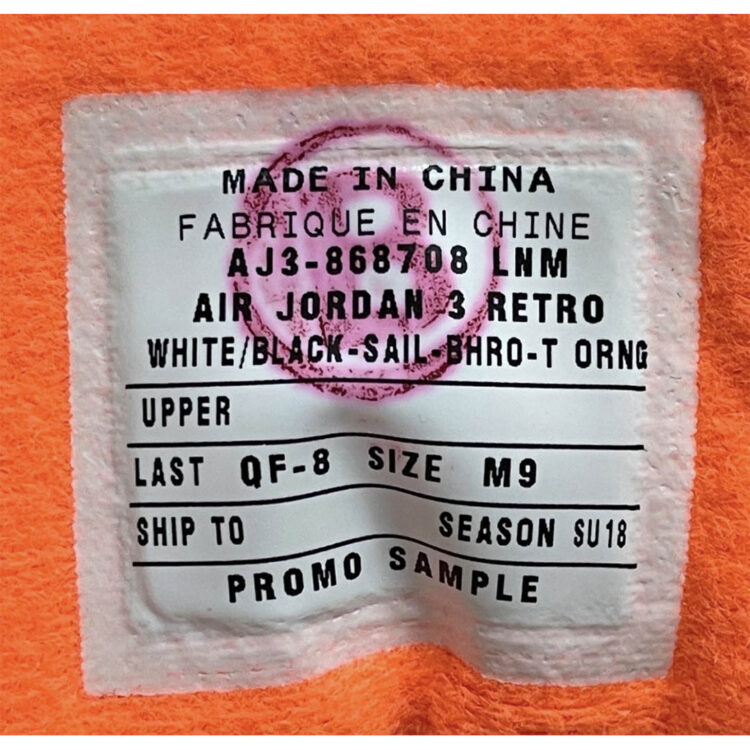 MADE IN CHINA
FABRIQUE EN CHINE
AJ3-868708 LNM
AIR JORDAN 3 RETRO
WHITE/BLACK-SAIL-BHRO-T ORNG
UPPER
LAST QF-8 SIZE M9
SHIP TO SEASON SU18
PROMO SAMPLE